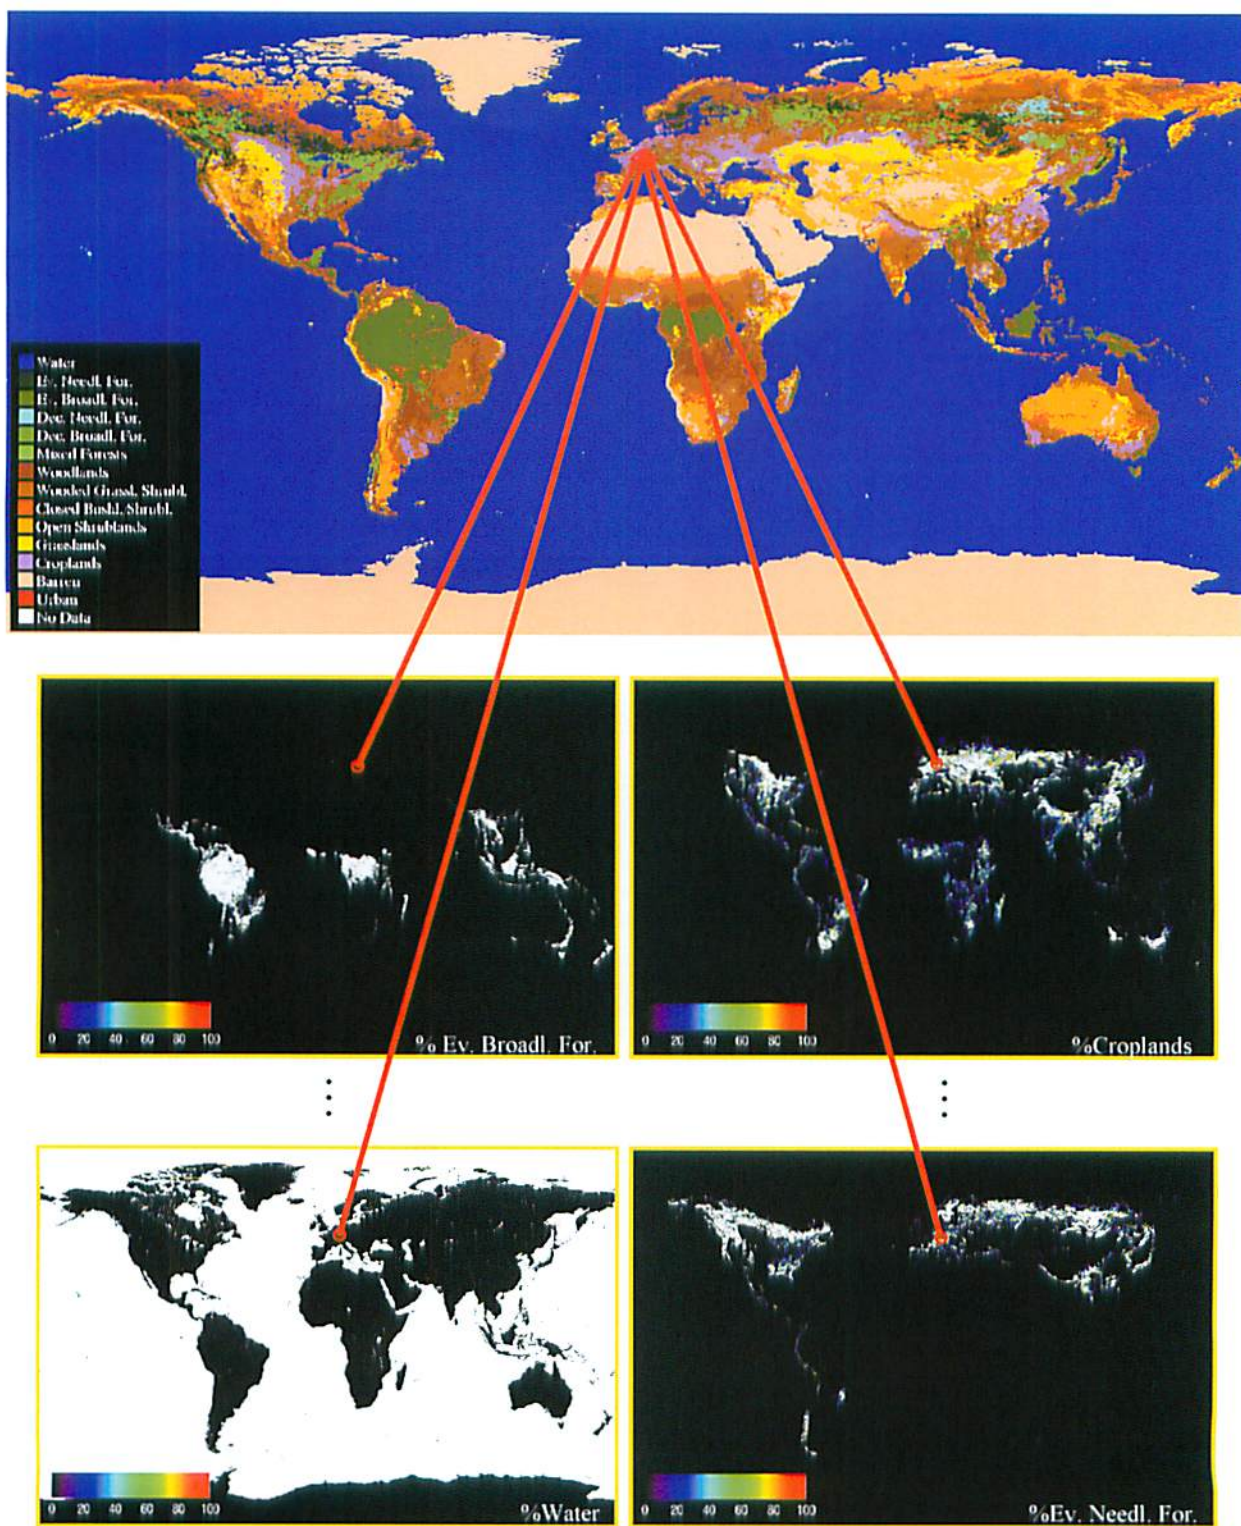 Water
Ev. Needl. For.
Ev. Broadl. For.
Dec. Needl. For.
Dec. Broadl. For.
Mixed Forests
Woodlands
Wooded Grassl. Shrubl.
Closed Bushl. Shrubl.
Open Shrublands
Grasslands
Croplands
Barren
Urban
No Data
0 20 40 60 80 100
% Ev. Broadl. For.
0 20 40 60 80 100
%Croplands
0 20 40 60 80 100
%Water
0 20 40 60 80 100
%Ev. Needl. For.